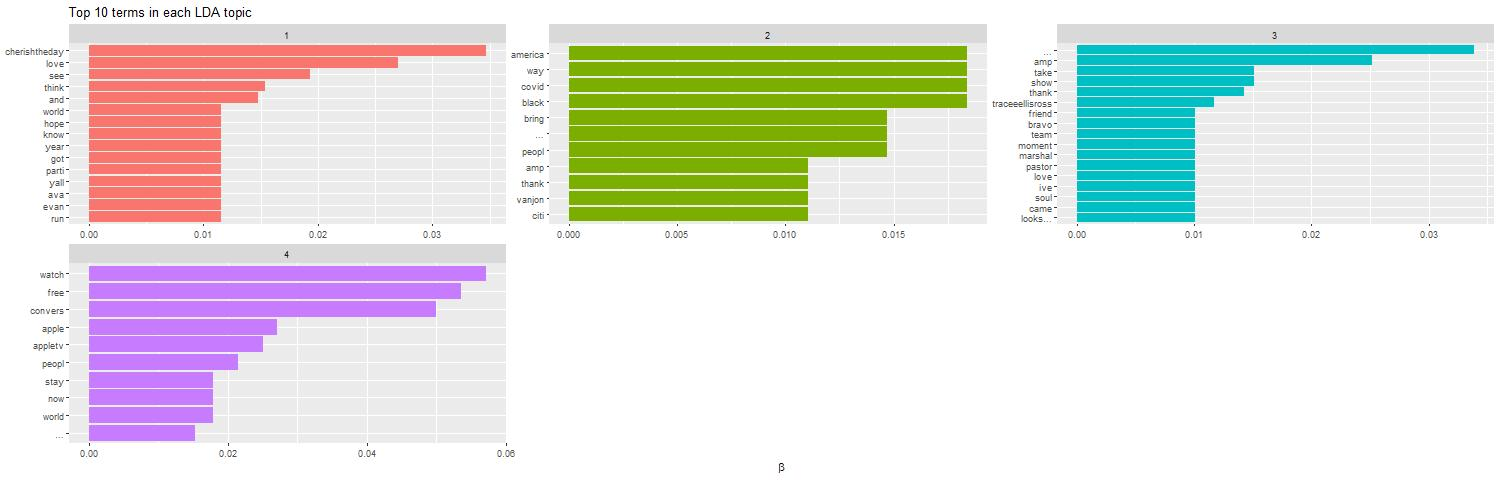 Top 10 terms in each LDA topic
1
cherishtheday
love
see
think
and
world
hope
know
year
got
parti
yall
ava
evan
run
0.00 0.01 0.02 0.03
2
america
way
covid
black
bring
...
peopl
amp
thank
vanjon
citi
0.000 0.005 0.010 0.015
3
...
amp
take
show
thank
traceeellisross
friend
bravo
team
moment
marshal
pastor
love
ive
soul
came
looks...
0.00 0.01 0.02 0.03
4
watch
free
convers
apple
appletv
peopl
stay
now
world
...
0.00 0.02 0.04 0.06
β